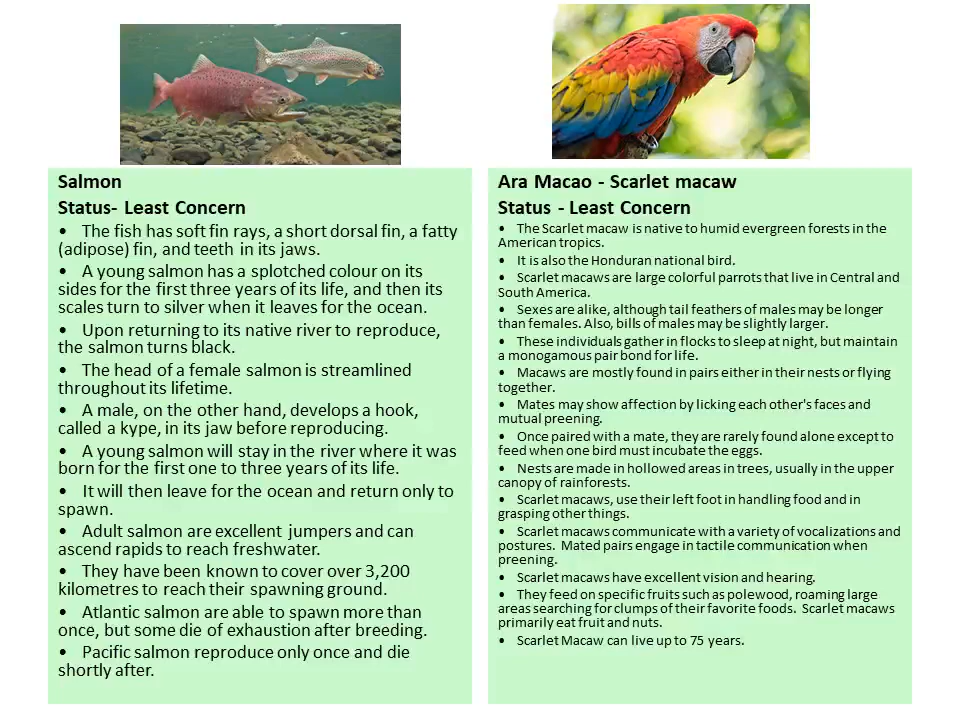 Salmon
Status- Least Concern
• The fish has soft fin rays, a short dorsal fin, a fatty
(adipose) fin, and teeth in its jaws.
• A young salmon has a splotched colour on its
sides for the first three years of its life, and then its
scales turn to silver when it leaves for the ocean.
• Upon returning to its native river to reproduce,
the salmon turns black.
• The head of a female salmon is streamlined
throughout its lifetime.
• A male, on the other hand, develops a hook,
called a kype, in its jaw before reproducing.
• A young salmon will stay in the river where it was
born for the first one to three years of its life.
• It will then leave for the ocean and return only to
spawn.
• Adult salmon are excellent jumpers and can
ascend rapids to reach freshwater.
• They have been known to cover over 3,200
kilometres to reach their spawning ground.
• Atlantic salmon are able to spawn more than
once, but some die of exhaustion after breeding.
• Pacific salmon reproduce only once and die
shortly after.
Ara Macao - Scarlet macaw
Status - Least Concern
• The Scarlet macaw is native to humid evergreen forests in the
American tropics.
• It is also the Honduran national bird.
• Scarlet macaws are large colorful parrots that live in Central and
South America.
• Sexes are alike, although tail feathers of males may be longer
than females. Also, bills of males may be slightly larger.
• These individuals gather in flocks to sleep at night, but maintain
a monogamous pair bond for life.
• Macaws are mostly found in pairs either in their nests or flying
together.
• Mates may show affection by licking each other's faces and
mutual preening.
• Once paired with a mate, they are rarely found alone except to
feed when one bird must incubate the eggs.
• Nests are made in hollowed areas in trees, usually in the upper
canopy of rainforests.
• Scarlet macaws, use their left foot in handling food and in
grasping other things.
• Scarlet macaws communicate with a variety of vocalizations and
postures. Mated pairs engage in tactile communication when
preening.
• Scarlet macaws have excellent vision and hearing.
• They feed on specific fruits such as polewood, roaming large
areas searching for clumps of their favorite foods. Scarlet macaws
primarily eat fruit and nuts.
• Scarlet Macaw can live up to 75 years.